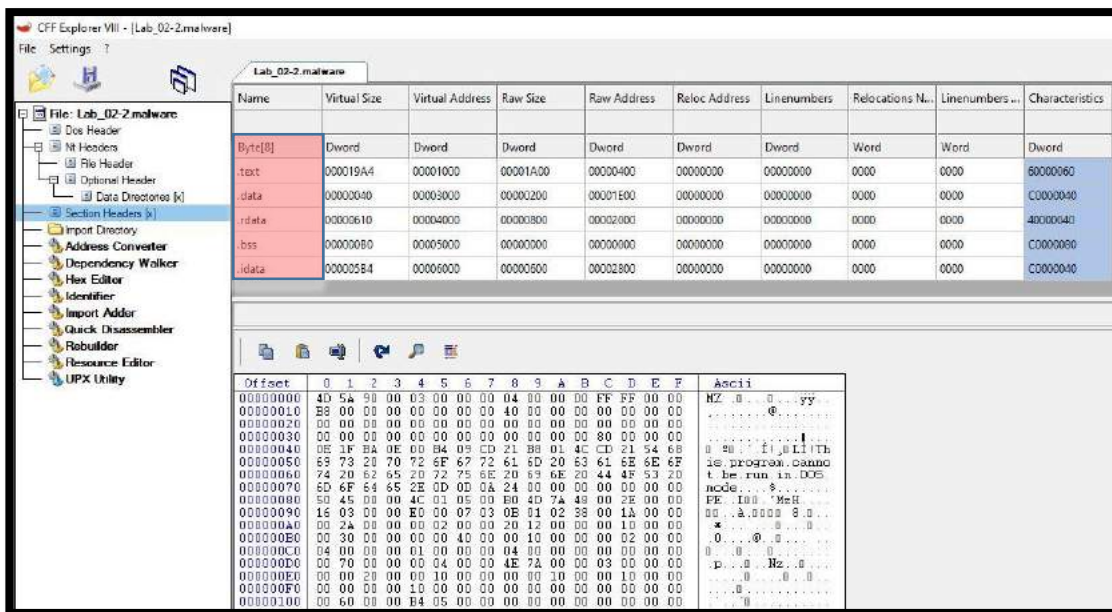 CFF Explorer VIII - [Lab_02-2.malware]
File Settings ?
Lab_02-2.malware
File: Lab_02-2.malware
Dos Header
Nt Headers
File Header
Optional Header
Data Directories [x]
Section Headers [x]
Import Directory
Address Converter
Dependency Walker
Hex Editor
Identifier
Import Adder
Quick Disassembler
Rebuilder
Resource Editor
UPX Utility
Name Virtual Size Virtual Address Raw Size Raw Address Reloc Address Linenumbers Relocations N... Linenumbers ... Characteristics
Byte[8] Dword Dword Dword Dword Dword Dword Word Word Dword
.text 000019A4 00001000 00001A00 00000400 00000000 00000000 0000 0000 60000060
.data 00000040 00003000 00000200 00001E00 00000000 00000000 0000 0000 C0000040
.rdata 00000610 00004000 00000800 00002000 00000000 00000000 0000 0000 40000040
.bss 000000B0 00005000 00000000 00000000 00000000 00000000 0000 0000 C0000080
.idata 000005B4 00006000 00000600 00002800 00000000 00000000 0000 0000 C0000040
Offset 0 1 2 3 4 5 6 7 8 9 A B C D E F Ascii
00000000 4D 5A 90 00 03 00 00 00 04 00 00 00 FF FF 00 00
00000010 B8 00 00 00 00 00 00 00 40 00 00 00 00 00 00 00
00000020 00 00 00 00 00 00 00 00 00 00 00 00 00 00 00 00
00000030 00 00 00 00 00 00 00 00 00 00 00 00 80 00 00 00
00000040 0E 1F BA 0E 00 B4 09 CD 21 B8 01 4C CD 21 54 68
00000050 69 73 20 70 72 6F 67 72 61 6D 20 63 61 6E 6E 6F is.program.canno
00000060 74 20 62 65 20 72 75 6E 20 69 6E 20 44 4F 53 20 t.be.run.in.DOS.
00000070 6D 6F 64 65 2E 0D 0D 0A 24 00 00 00 00 00 00 00 mode....$.......
00000080 50 45 00 00 4C 01 05 00 B0 4D 7A 48 00 2E 00 00
00000090 16 03 00 00 E0 00 07 03 0B 01 02 38 00 1A 00 00
000000A0 00 2A 00 00 00 02 00 00 20 12 00 00 00 10 00 00
000000B0 00 30 00 00 00 00 40 00 00 10 00 00 00 02 00 00
000000C0 04 00 00 00 01 00 00 00 04 00 00 00 00 00 00 00
000000D0 00 70 00 00 00 04 00 00 4E 7A 00 00 03 00 00 00
000000E0 00 00 20 00 00 10 00 00 00 00 10 00 00 10 00 00
000000F0 00 00 00 00 10 00 00 00 00 00 00 00 00 00 00 00
00000100 00 60 00 00 B4 05 00 00 00 00 00 00 00 00 00 00